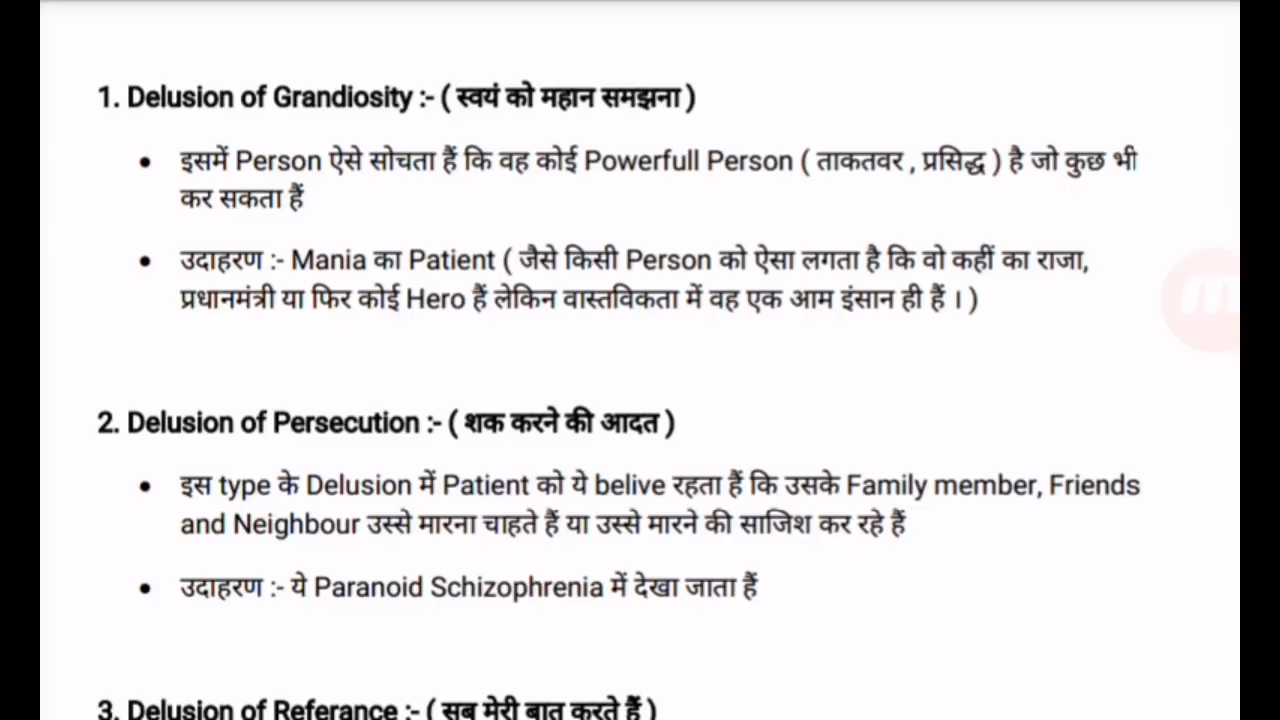 1. Delusion of Grandiosity :- ( स्वयं को महान समझना )
• इसमें Person ऐसे सोचता हैं कि वह कोई Powerfull Person ( ताकतवर , प्रसिद्ध ) है जो कुछ भी
कर सकता हैं
• उदाहरण :- Mania का Patient ( जैसे किसी Person को ऐसा लगता है कि वो कहीं का राजा,
प्रधानमंत्री या फिर कोई Hero हैं लेकिन वास्तविकता में वह एक आम इंसान ही हैं । )
2. Delusion of Persecution :- ( शक करने की आदत )
• इस type के Delusion में Patient को ये belive रहता हैं कि उसके Family member, Friends
and Neighbour उस्से मारना चाहते हैं या उस्से मारने की साजिश कर रहे हैं
• उदाहरण :- ये Paranoid Schizophrenia में देखा जाता हैं
3. Delusion of Referance :- ( सब मेरी बात करते हैं )